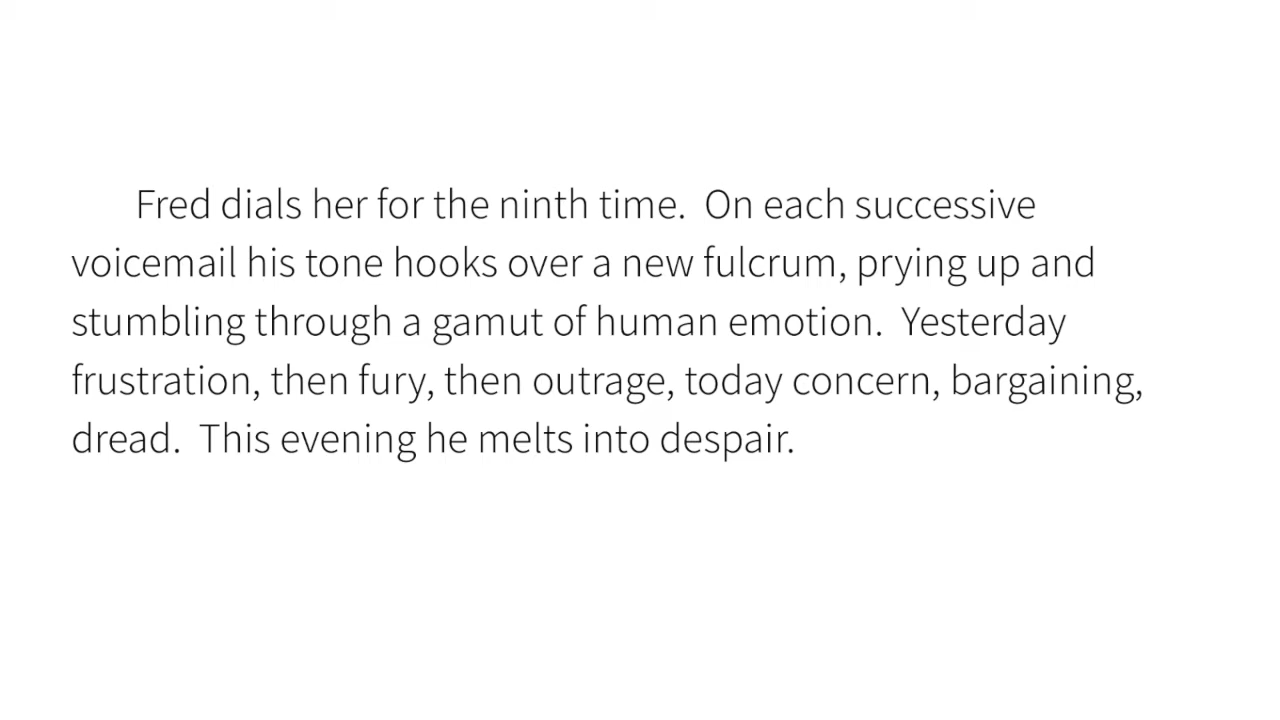 Fred dials her for the ninth time.  On each successive
voicemail his tone hooks over a new fulcrum, prying up and
stumbling through a gamut of human emotion.  Yesterday
frustration, then fury, then outrage, today concern, bargaining,
dread.  This evening he melts into despair.